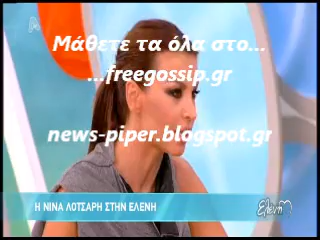 Μάθετε τα όλα στο...
...freegossip.gr
news-piper.blogspot.gr
Η ΝΙΝΑ ΛΟΤΣΑΡΗ ΣΤΗΝ ΕΛΕΝΗ
Ελένη